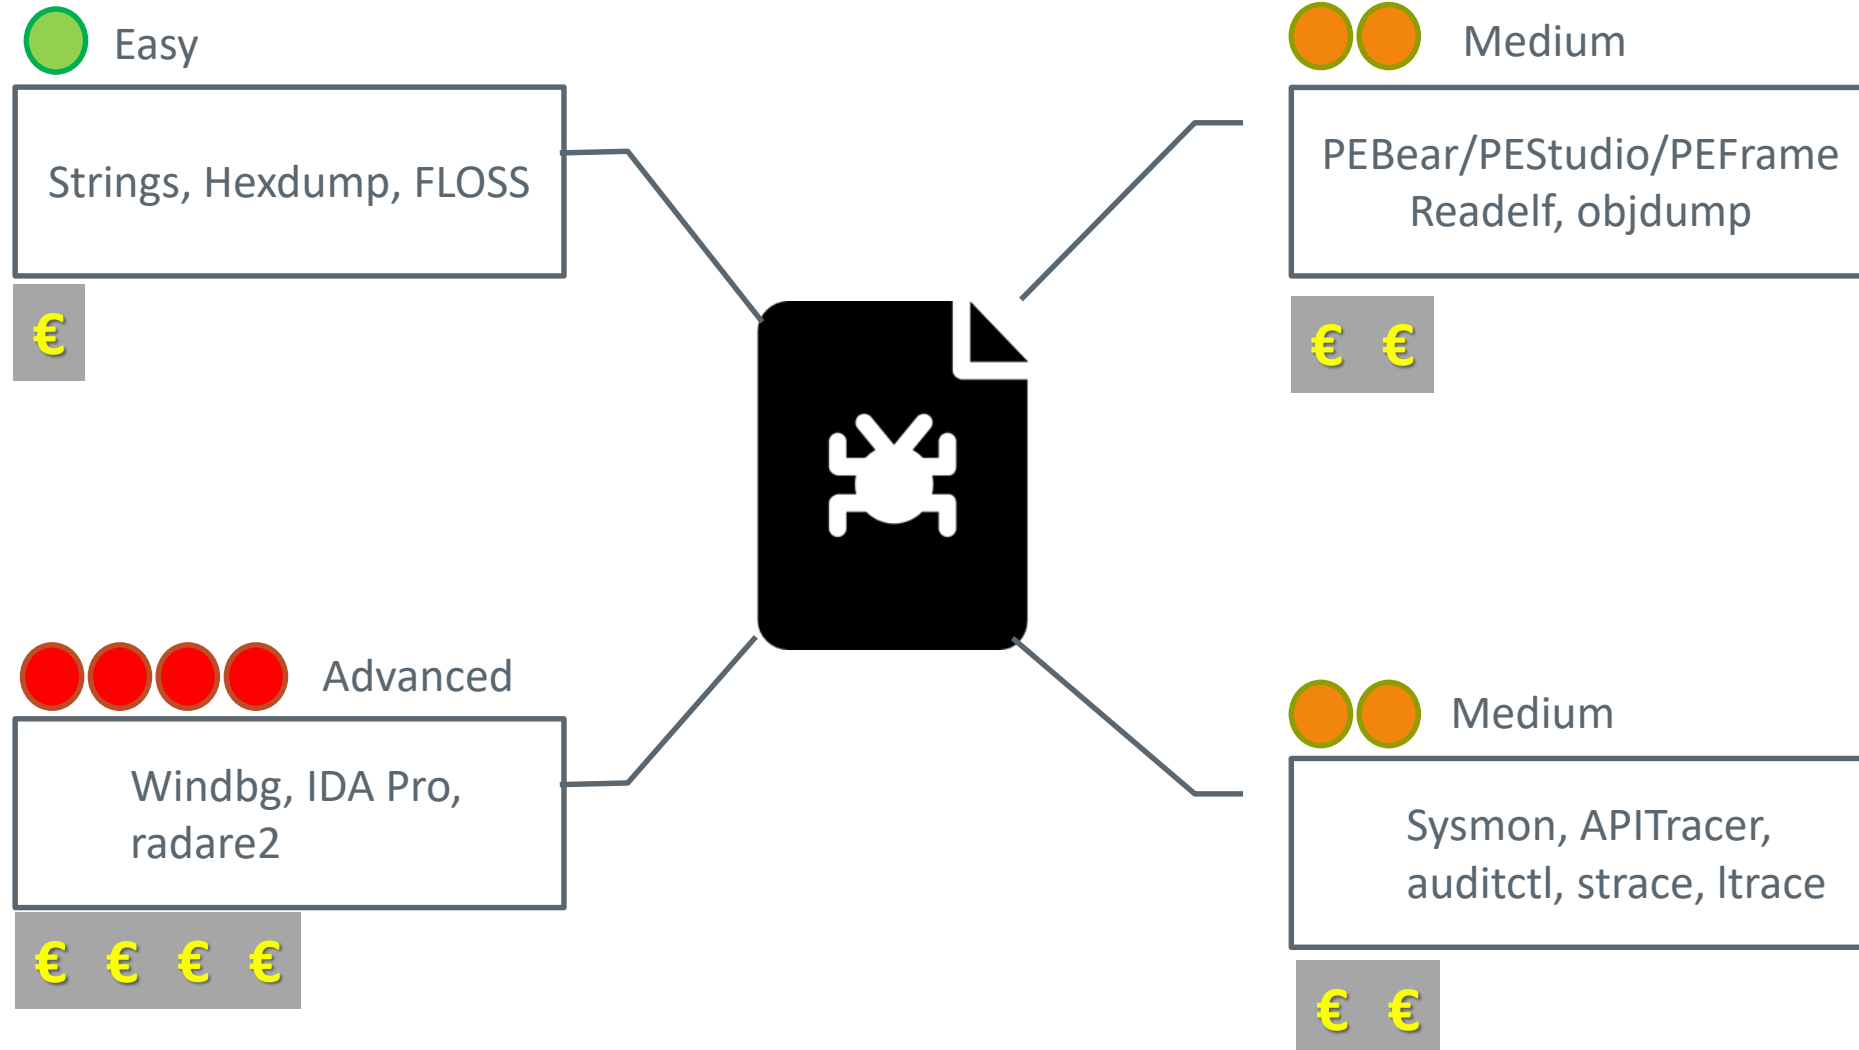 Easy
Strings, Hexdump, FLOSS
€
Medium
PEBear/PEStudio/PEFrame
Readelf, objdump
€ €
Advanced
Windbg, IDA Pro,
radare2
€ € € €
Medium
Sysmon, APITracer,
auditctl, strace, ltrace
€ €